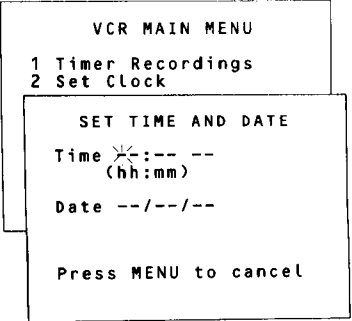 VCR MAIN MENU
1 Timer Recordings
2 Set Clock
SET TIME AND DATE
Time --:-- --
(hh:mm)
Date --/--/--
Press MENU to cancel